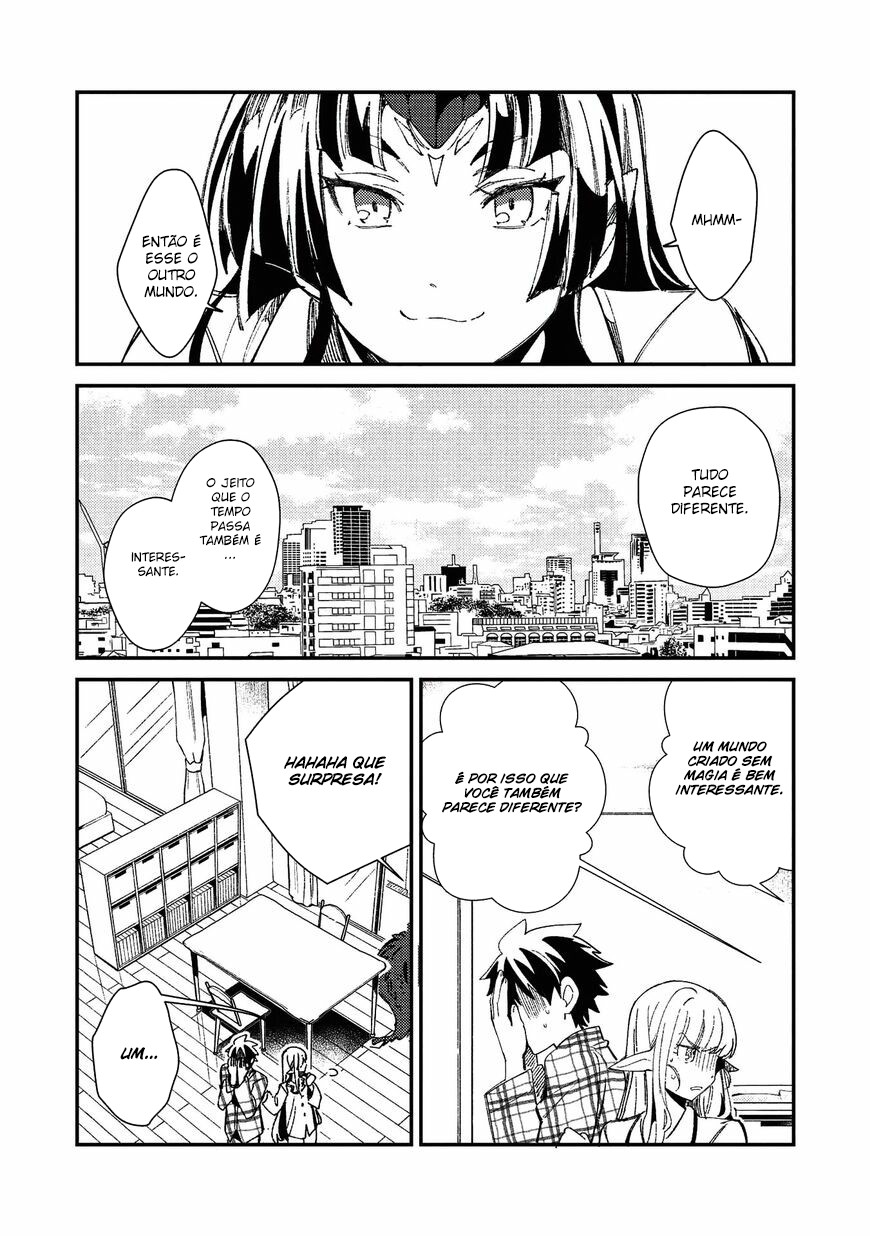 MHMM-
ENTÃO É
ESSE O
OUTRO
MUNDO.
TUDO
PARECE
DIFERENTE.
O JEITO
QUE O
TEMPO
PASSA
TAMBÉM É
...
INTERES-
SANTE.
UM MUNDO
CRIADO SEM
MAGIA É BEM
INTERESSANTE.
É POR ISSO QUE
VOCÊ TAMBÉM
PARECE DIFERENTE?
HAHAHA QUE
SURPRESA!
UM...